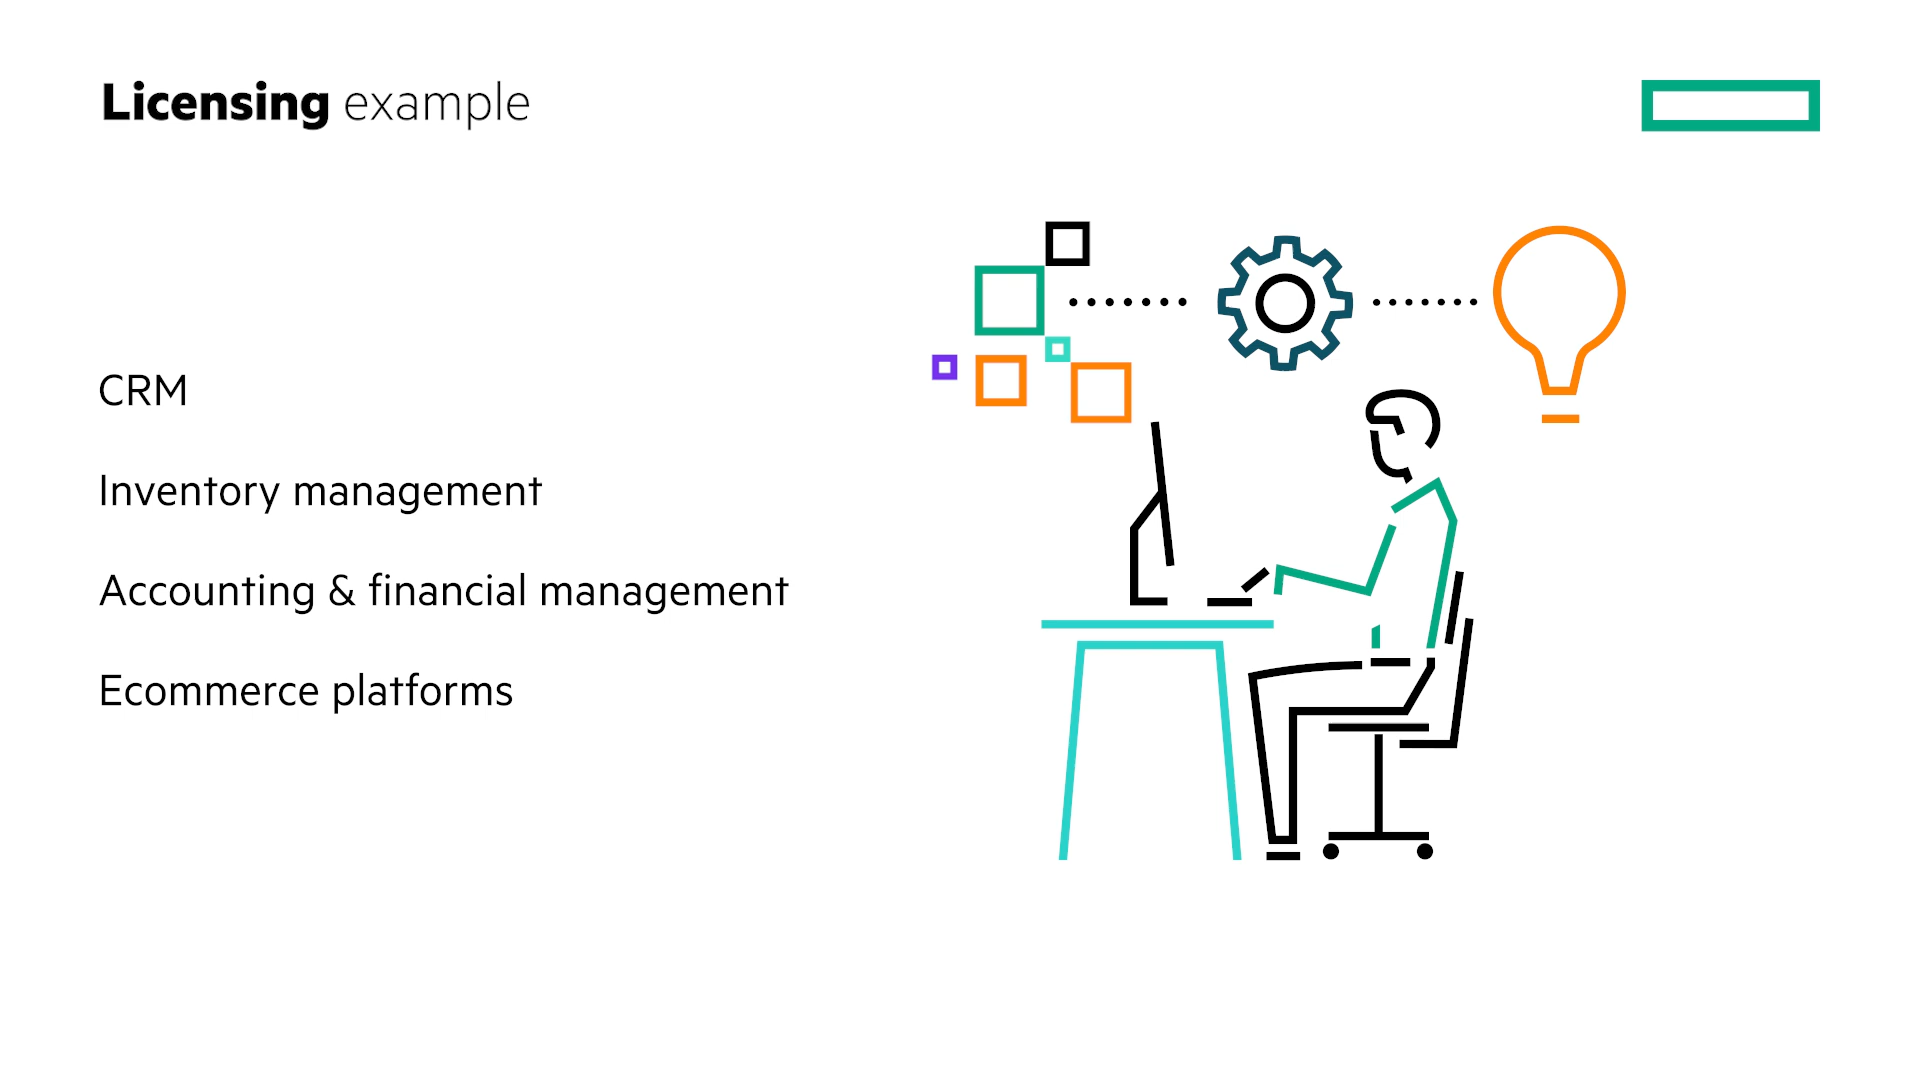 Licensing example
CRM
Inventory management
Accounting & financial management
Ecommerce platforms